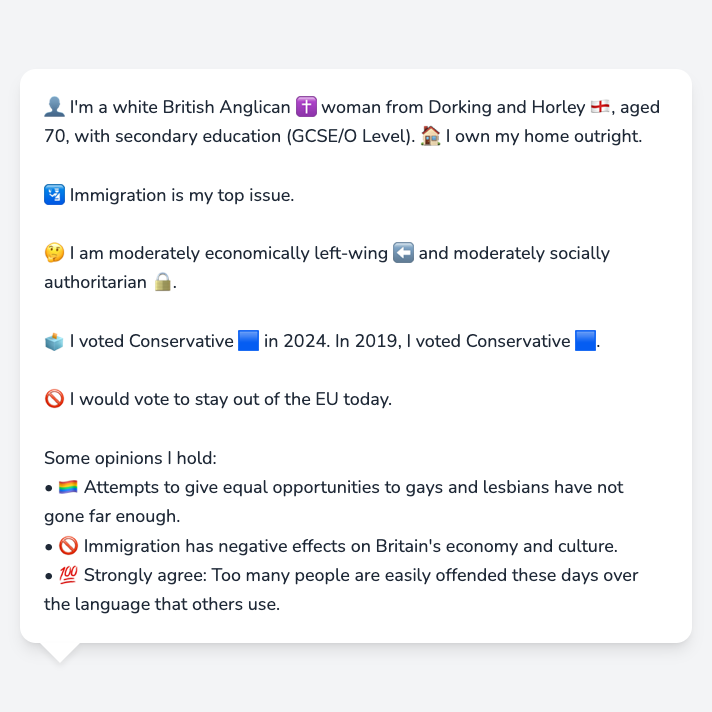 👤 I'm a white British Anglican ✝️ woman from Dorking and Horley 🏴󠁧󠁢󠁥󠁮󠁧󠁿, aged
70, with secondary education (GCSE/O Level). 🏠 I own my home outright.
🛂 Immigration is my top issue.
🤔 I am moderately economically left-wing ⬅️ and moderately socially
authoritarian 🔒.
🗳️ I voted Conservative 🟦 in 2024. In 2019, I voted Conservative 🟦.
🚫 I would vote to stay out of the EU today.
Some opinions I hold:
• 🏳️‍🌈 Attempts to give equal opportunities to gays and lesbians have not
gone far enough.
• 🚫 Immigration has negative effects on Britain's economy and culture.
• 💯 Strongly agree: Too many people are easily offended these days over
the language that others use.